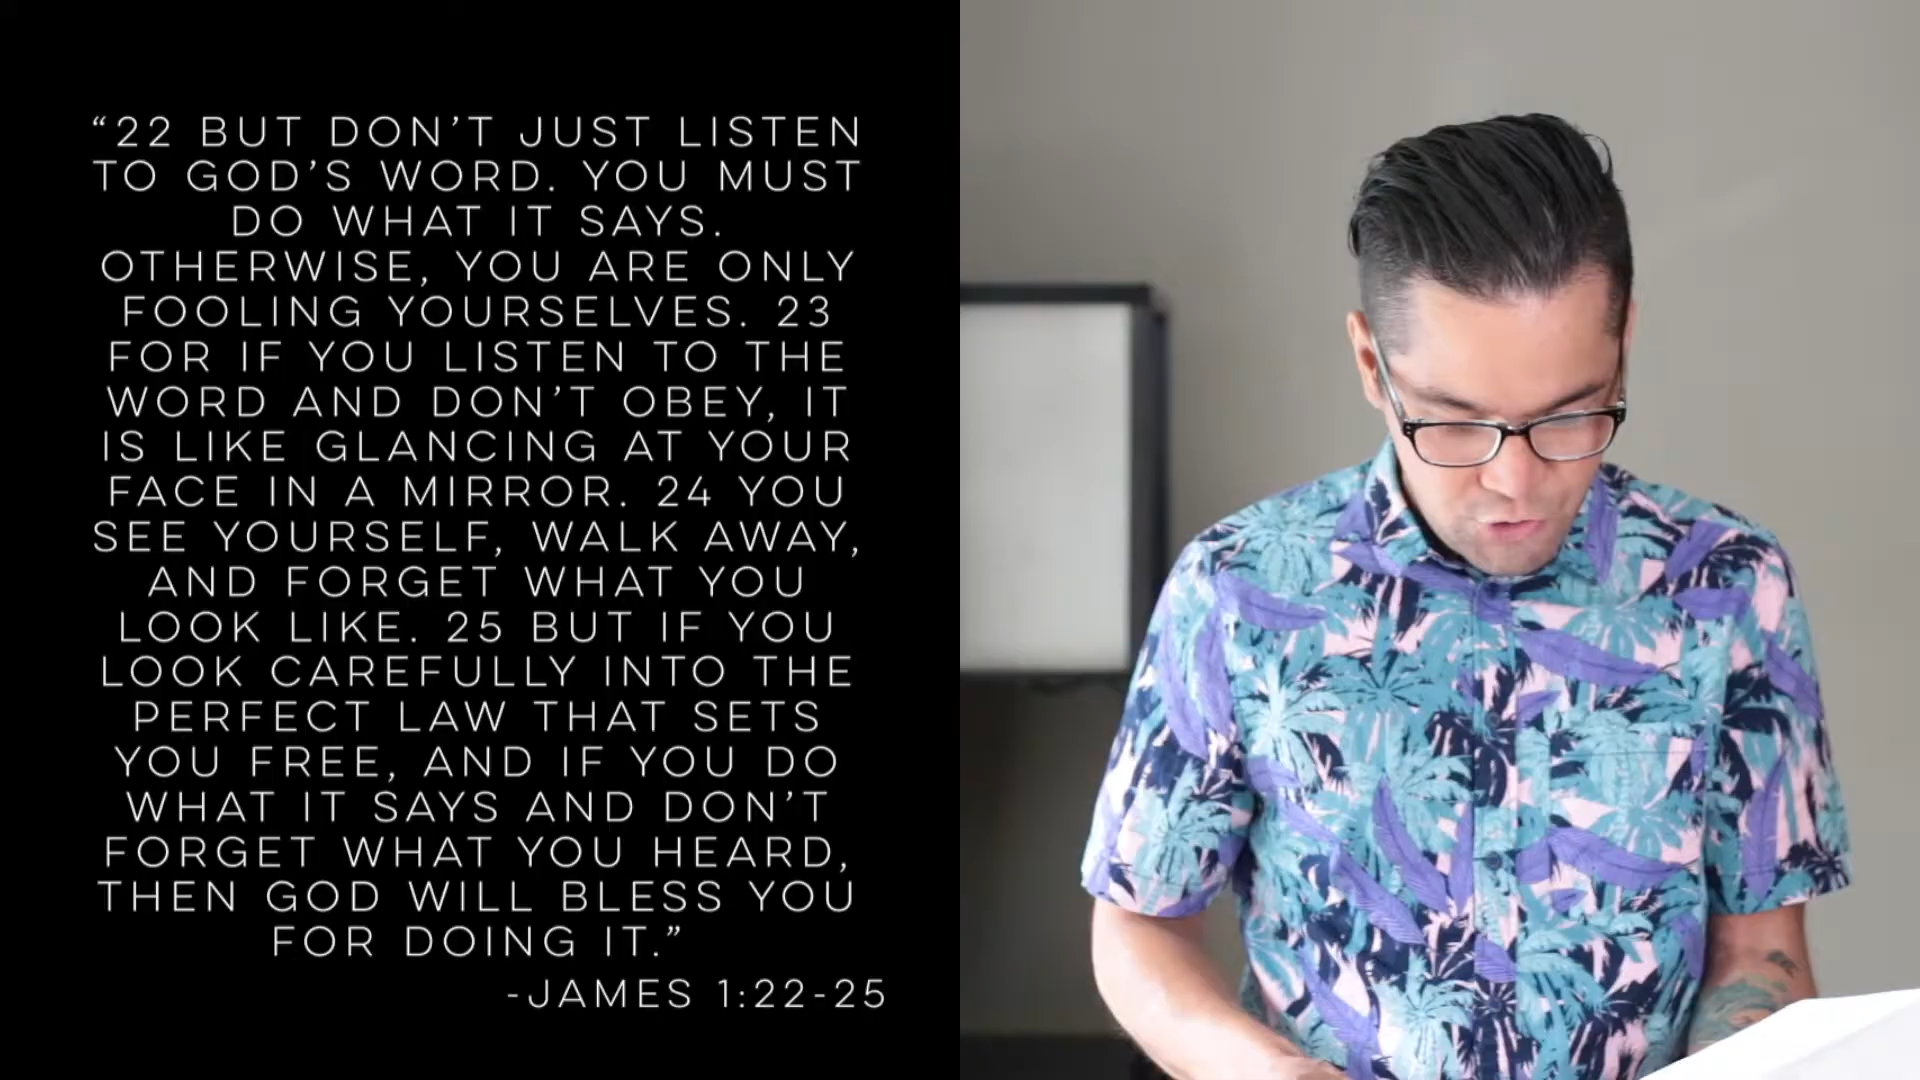 “22 BUT DON’T JUST LISTEN
TO GOD’S WORD. YOU MUST
DO WHAT IT SAYS.
OTHERWISE, YOU ARE ONLY
FOOLING YOURSELVES. 23
FOR IF YOU LISTEN TO THE
WORD AND DON’T OBEY, IT
IS LIKE GLANCING AT YOUR
FACE IN A MIRROR. 24 YOU
SEE YOURSELF, WALK AWAY,
AND FORGET WHAT YOU
LOOK LIKE. 25 BUT IF YOU
LOOK CAREFULLY INTO THE
PERFECT LAW THAT SETS
YOU FREE, AND IF YOU DO
WHAT IT SAYS AND DON’T
FORGET WHAT YOU HEARD,
THEN GOD WILL BLESS YOU
FOR DOING IT.”
-JAMES 1:22-25